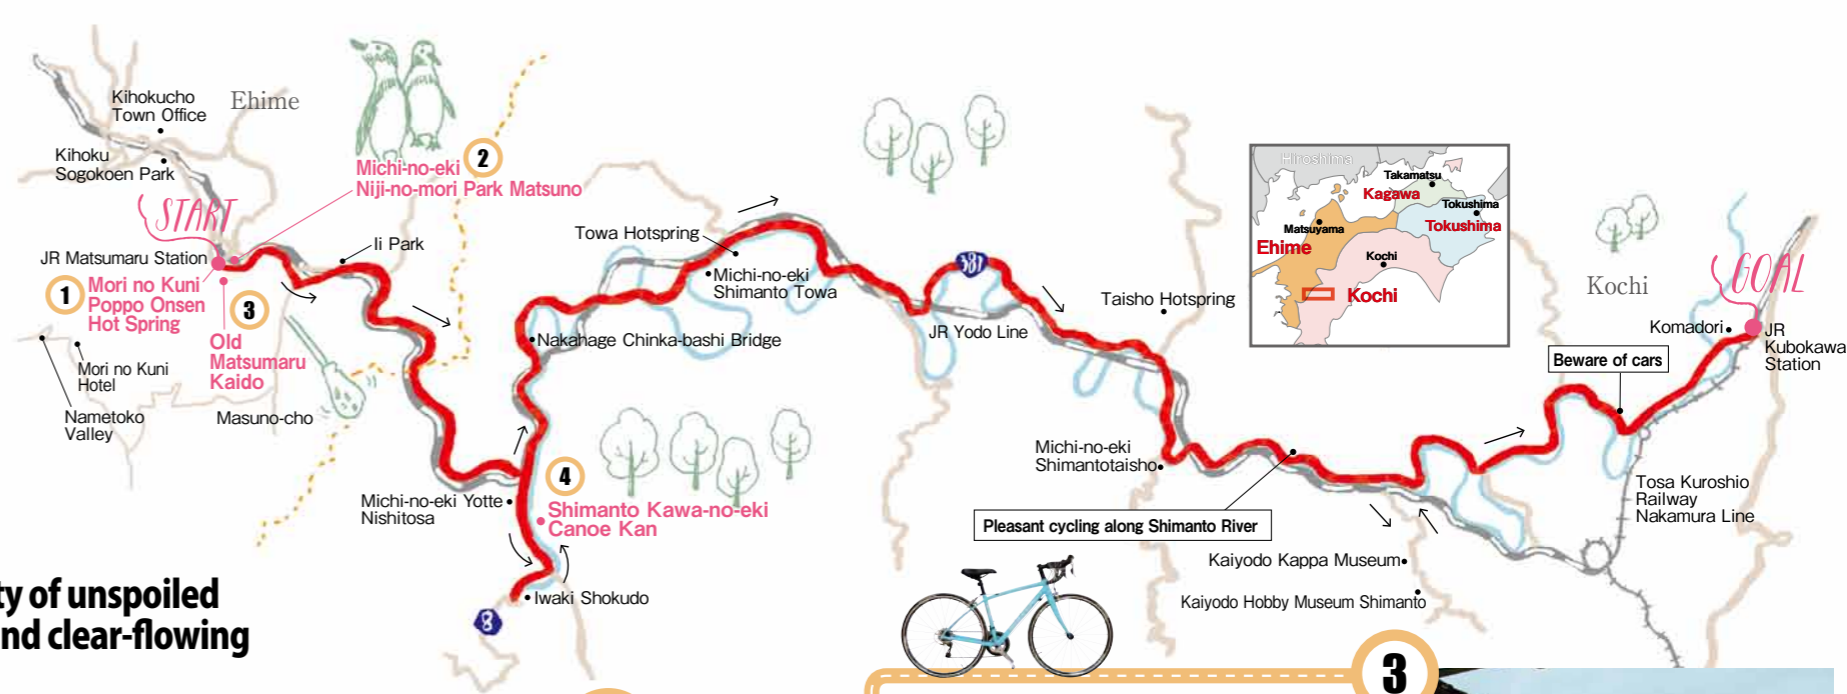 Kihokucho
Town Office
Ehime
Kihoku
Sogokoen Park
START
Michi-no-eki
Niji-no-mori Park Matsuno
2
JR Matsumaru Station
Ii Park
1
Mori no Kuni
Poppo Onsen
Hot Spring
3
Old
Matsumaru
Kaido
Mori no Kuni
Hotel
Nametoko
Valley
Masuno-cho
Towa Hotspring
Michi-no-eki
Shimanto Towa
Nakahage Chinka-bashi Bridge
Michi-no-eki Yotte
Nishitosa
4
Shimanto Kawa-no-eki
Canoe Kan
Iwaki Shokudo
8
381
JR Yodo Line
Taisho Hotspring
Hiroshima
Takamatsu
Kagawa
Tokushima
Matsuyama
Tokushima
Ehime
Kochi
Kochi
Kochi
GOAL
Komadori
JR
Kubokawa
Station
Beware of cars
Michi-no-eki
Shimantotaisho
Pleasant cycling along Shimanto River
Tosa Kuroshio
Railway
Nakamura Line
Kaiyodo Kappa Museum
Kaiyodo Hobby Museum Shimanto
ty of unspoiled
nd clear-flowing
3